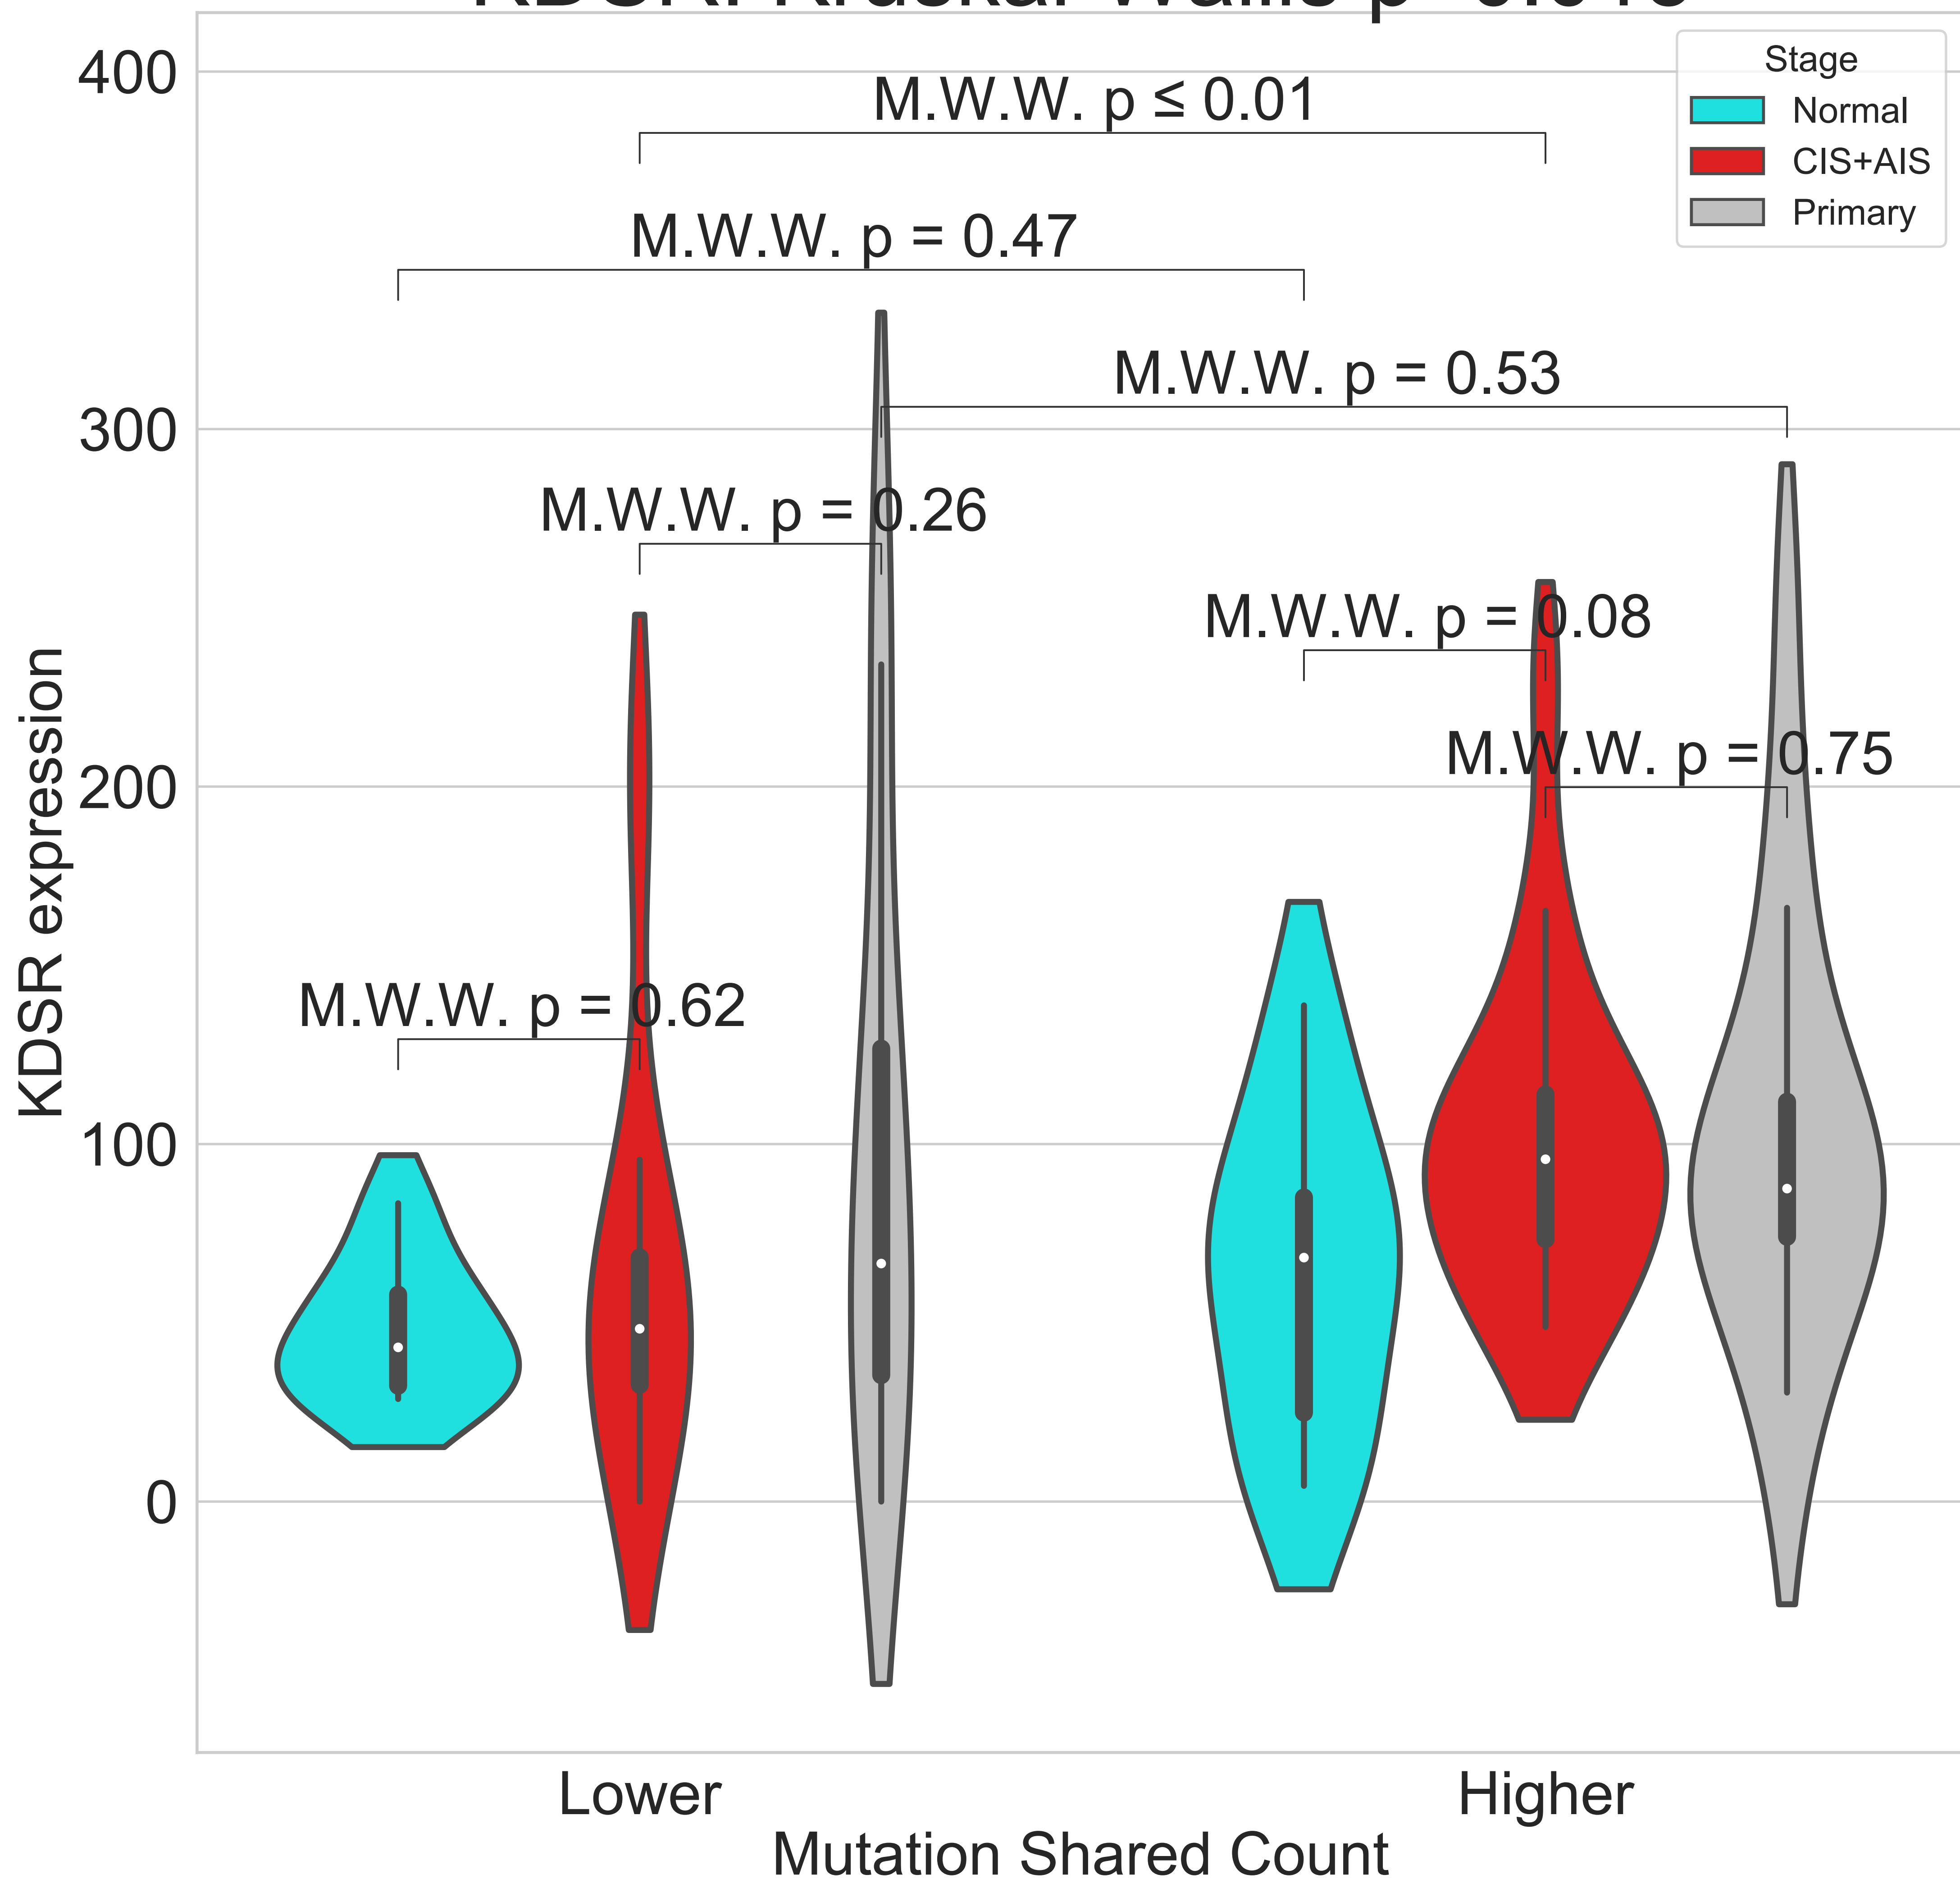 400
300
200
100
0
KDSR expression
M.W.W. p ≤ 0.01
M.W.W. p = 0.47
M.W.W. p = 0.53
M.W.W. p = 0.26
M.W.W. p = 0.08
M.W.W. p = 0.75
M.W.W. p = 0.62
Stage
Normal
CIS+AIS
Primary
Lower
Higher
Mutation Shared Count